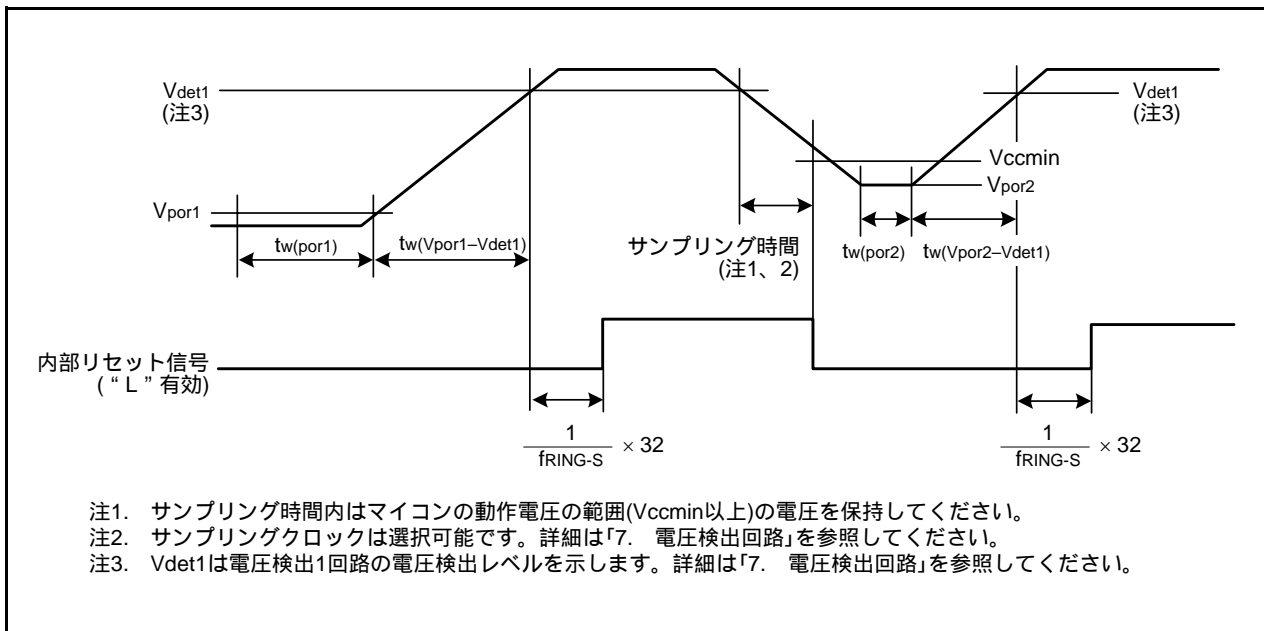 Vdet1
(注3)
Vdet1
(注3)
Vccmin
Vpor2
Vpor1
tw(por1)
tw(Vpor1–Vdet1)
サンプリング時間
(注1、2)
tw(por2)
tw(Vpor2–Vdet1)
内部リセット信号
( “ L ” 有効)
1
fRING-S
× 32
1
fRING-S
× 32
注1. サンプリング時間内はマイコンの動作電圧の範囲(Vccmin以上)の電圧を保持してください。
注2. サンプリングクロックは選択可能です。詳細は「7. 電圧検出回路」を参照してください。
注3. Vdet1は電圧検出1回路の電圧検出レベルを示します。詳細は「7. 電圧検出回路」を参照してください。